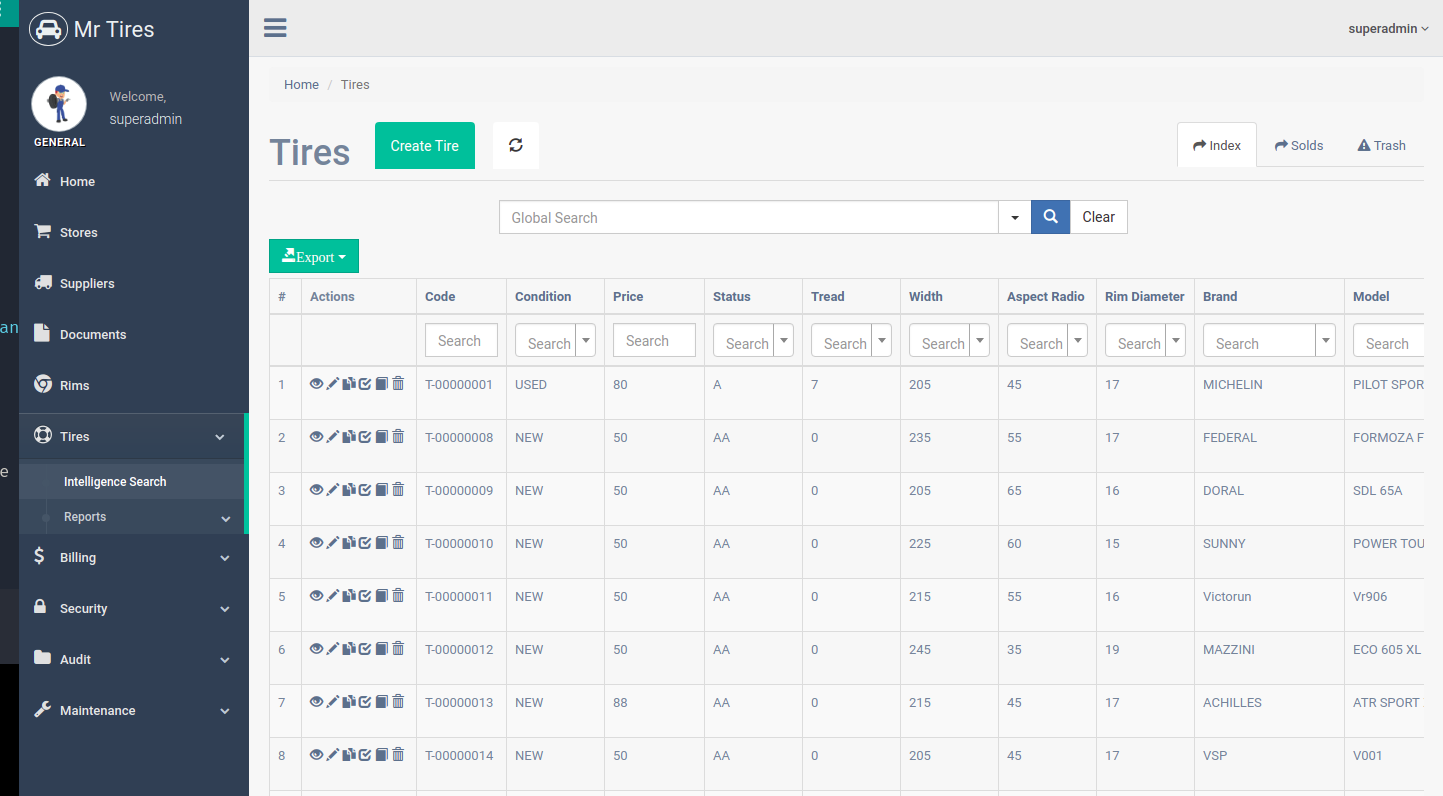 Mr Tires
superadmin
Welcome,
superadmin
GENERAL
Home
Stores
Suppliers
Documents
Rims
Tires
Intelligence Search
Reports
Billing
Security
Audit
Maintenance
an
e
Home / Tires
Tires Create Tire Index Solds Trash
Global Search Clear
Export
# Actions Code Condition Price Status Tread Width Aspect Radio Rim Diameter Brand Model
Search Search Search Search Search Search Search Search Search Search
1 T-00000001 USED 80 A 7 205 45 17 MICHELIN PILOT SPOR
2 T-00000008 NEW 50 AA 0 235 55 17 FEDERAL FORMOZA F
3 T-00000009 NEW 50 AA 0 205 65 16 DORAL SDL 65A
4 T-00000010 NEW 50 AA 0 225 60 15 SUNNY POWER TOU
5 T-00000011 NEW 50 AA 0 215 55 16 Victorun Vr906
6 T-00000012 NEW 50 AA 0 245 35 19 MAZZINI ECO 605 XL
7 T-00000013 NEW 88 AA 0 215 45 17 ACHILLES ATR SPORT
8 T-00000014 NEW 50 AA 0 205 45 17 VSP V001